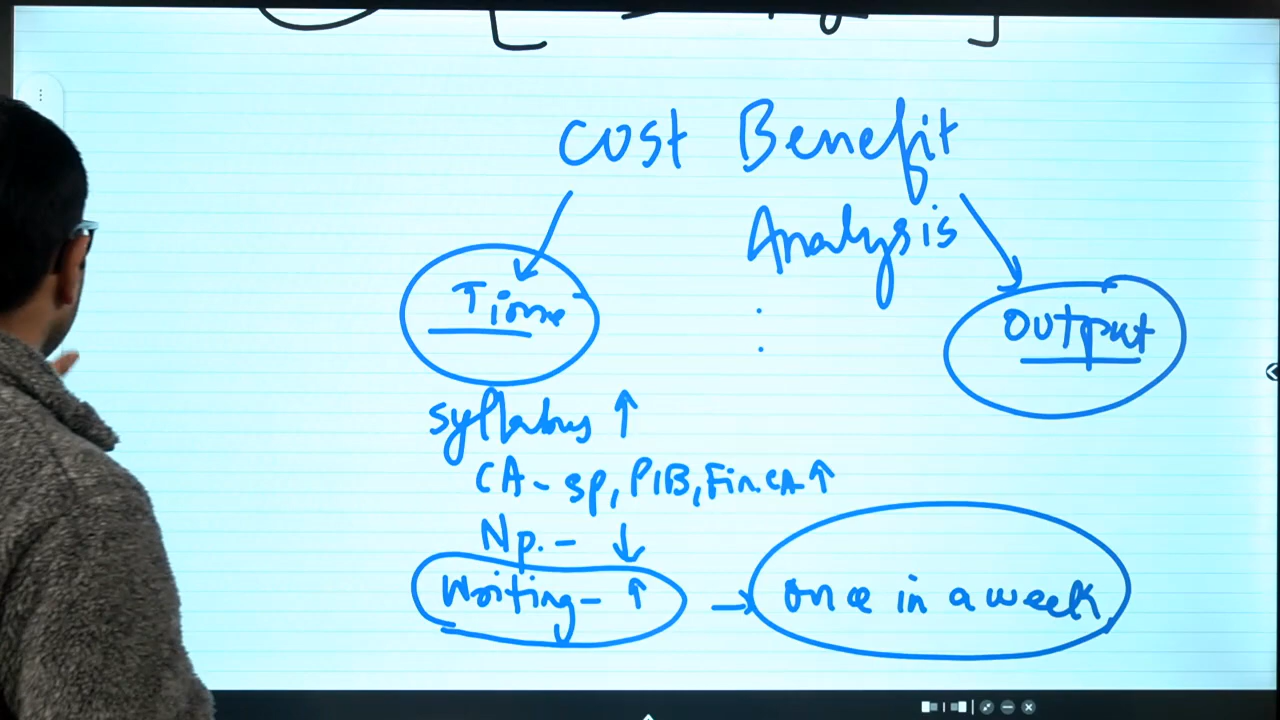 Cost Benefit
Analysis
Time
Output
Syllabus ↑
CA - SP, PIB, Fin. CA ↑
Np. - ↓
Writing - ↑ → once in a week